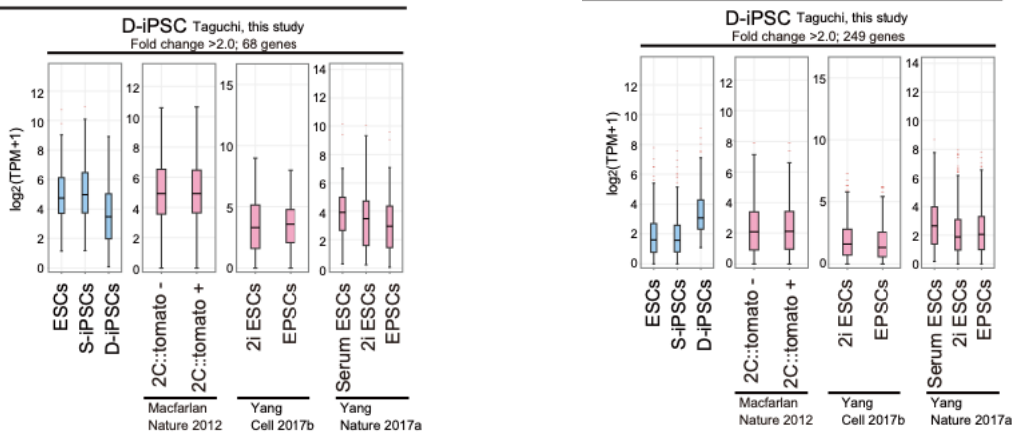 D-iPSC Taguchi, this study
Fold change >2.0; 68 genes
log2(TPM+1)
12
10
8
6
4
2
0
12
10
8
6
4
2
0
15
10
5
0
14
12
10
8
6
4
2
0
ESCs
S-iPSCs
D-iPSCs
2C::tomato -
2C::tomato +
2i ESCs
EPSCs
Serum ESCs
2i ESCs
EPSCs
Macfarlan
Nature 2012
Yang
Cell 2017b
Yang
Nature 2017a
D-iPSC Taguchi, this study
Fold change >2.0; 249 genes
log2(TPM+1)
12
10
8
6
4
2
0
12
10
8
6
4
2
0
15
10
5
0
14
12
10
8
6
4
2
0
ESCs
S-iPSCs
D-iPSCs
2C::tomato -
2C::tomato +
2i ESCs
EPSCs
Serum ESCs
2i ESCs
EPSCs
Macfarlan
Nature 2012
Yang
Cell 2017b
Yang
Nature 2017a